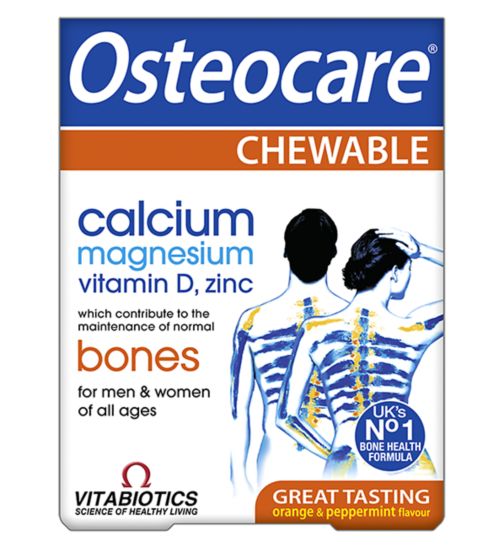 Osteocare®
CHEWABLE
calcium
magnesium
vitamin D, zinc
which contribute to the
maintenance of normal
bones
for men & women
of all ages
UK's
Nº1
BONE HEALTH
FORMULA
VITABIOTICS
SCIENCE OF HEALTHY LIVING
GREAT TASTING
orange & peppermint flavour